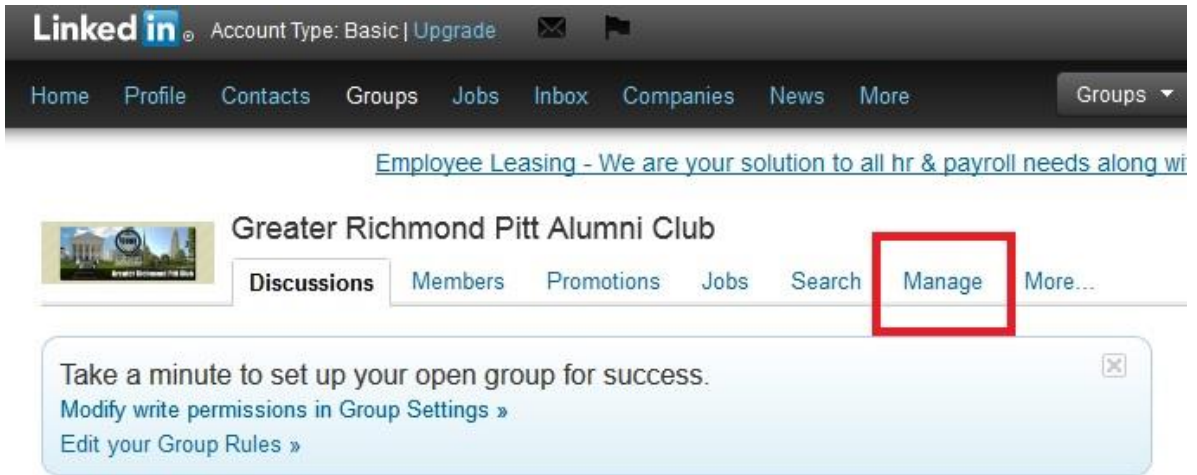 Linked in ® Account Type: Basic | Upgrade
Home Profile Contacts Groups Jobs Inbox Companies News More Groups
Employee Leasing - We are your solution to all hr & payroll needs along wi
Greater Richmond Pitt Alumni Club
Discussions Members Promotions Jobs Search Manage More...
Take a minute to set up your open group for success.
Modify write permissions in Group Settings »
Edit your Group Rules »